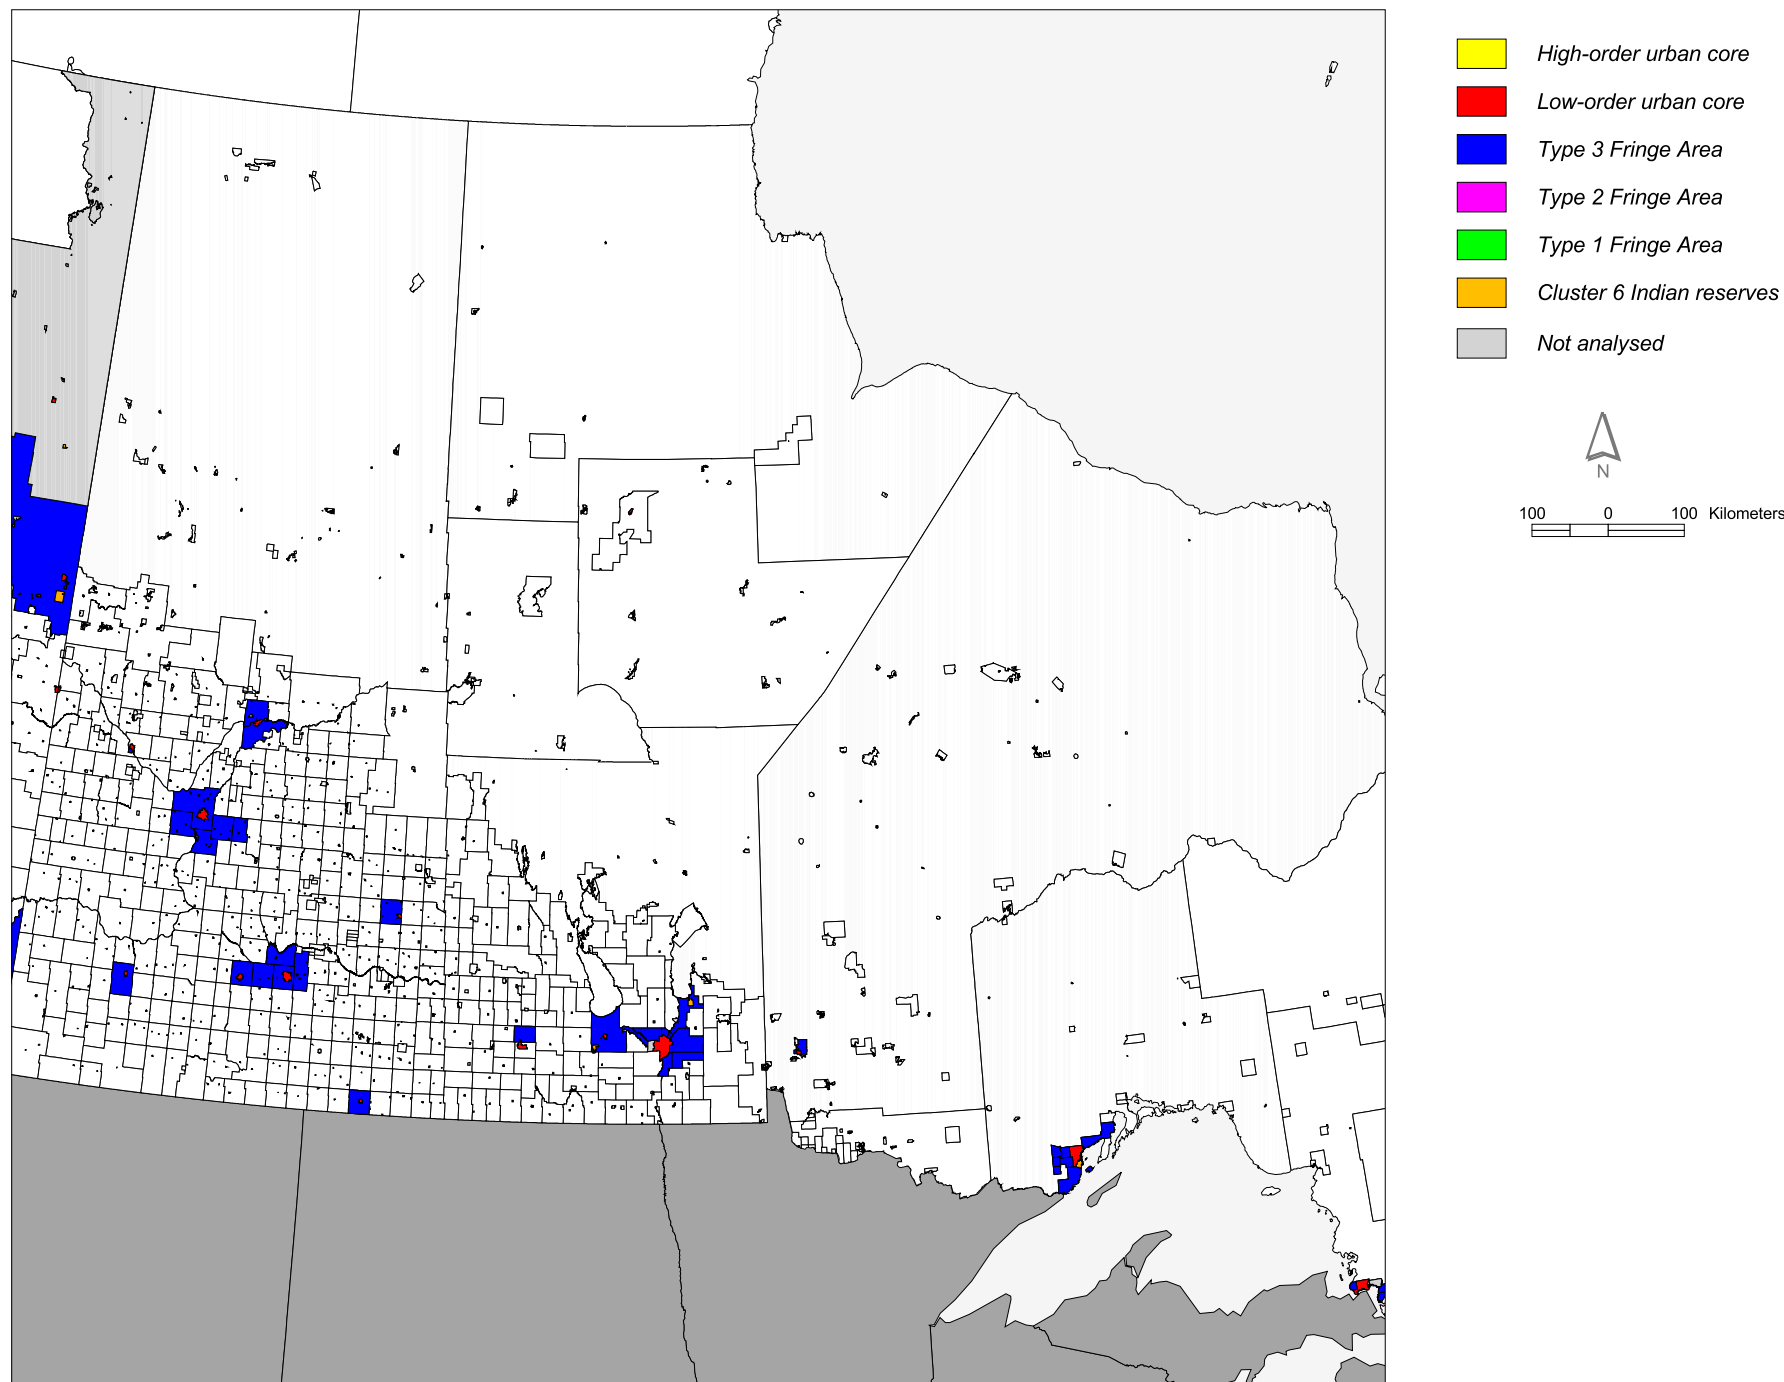 High-order urban core
Low-order urban core
Type 3 Fringe Area
Type 2 Fringe Area
Type 1 Fringe Area
Cluster 6 Indian reserves
Not analysed
N
100 0 100 Kilometers